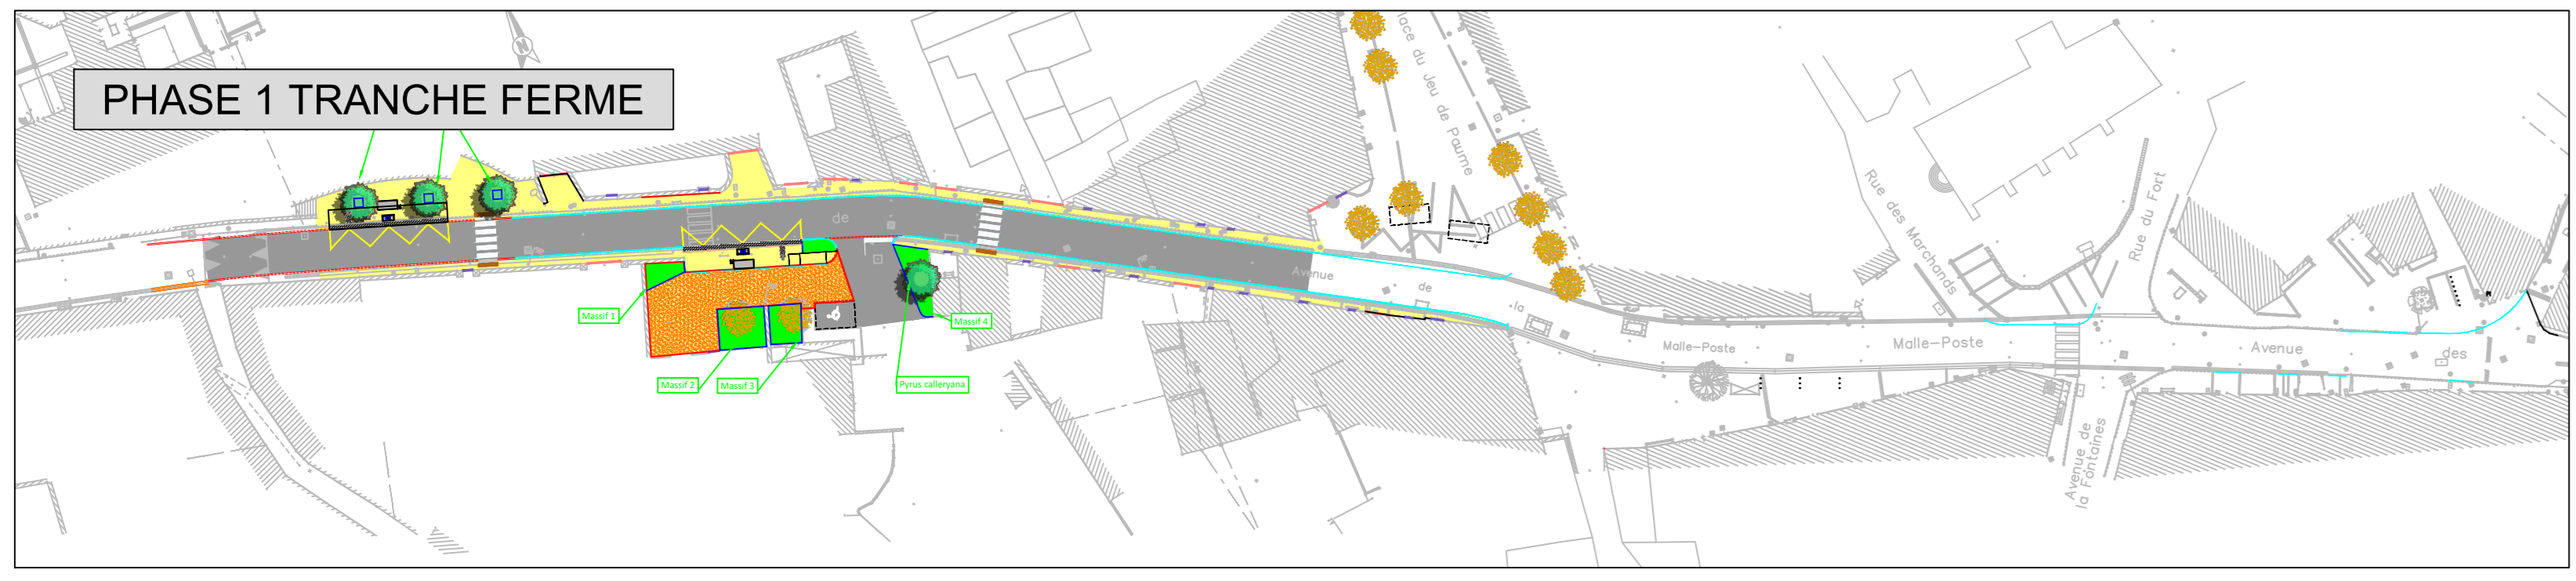 PHASE 1 TRANCHE FERME
N
lace du Jeu de Paume
Rue des Marchands
Rue du Fort
de
Avenue
de
la
Malle-Poste
Malle-Poste
Avenue
des
Massif 1
Massif 2
Massif 3
Massif 4
Pyrus calleryana
Avenue de
la Fontaines